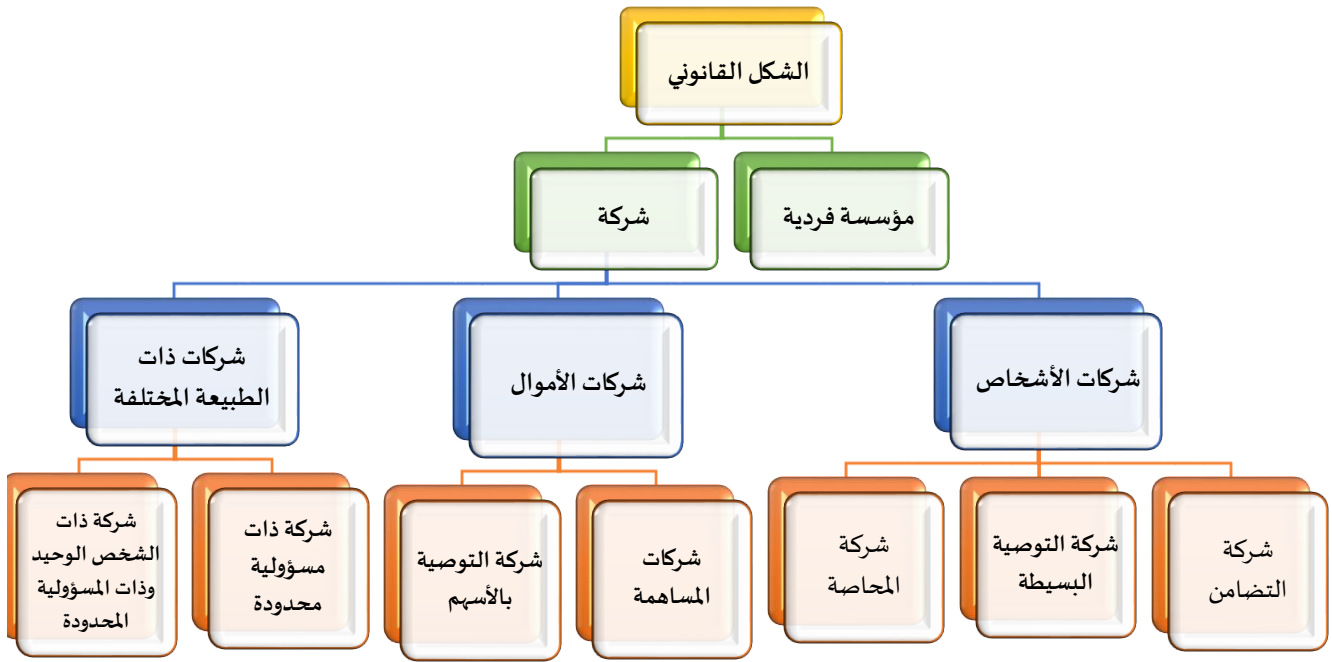 الشكل القانوني
مؤسسة فردية
شركة
شركات الأشخاص
شركات الأموال
شركات ذات
الطبيعة المختلفة
شركة
التضامن
شركة التوصية
البسيطة
شركة
المحاصة
شركات
المساهمة
شركة التوصية
بالأسهم
شركة ذات
مسؤولية
محدودة
شركة ذات
الشخص الوحيد
وذات المسؤولية
المحدودة